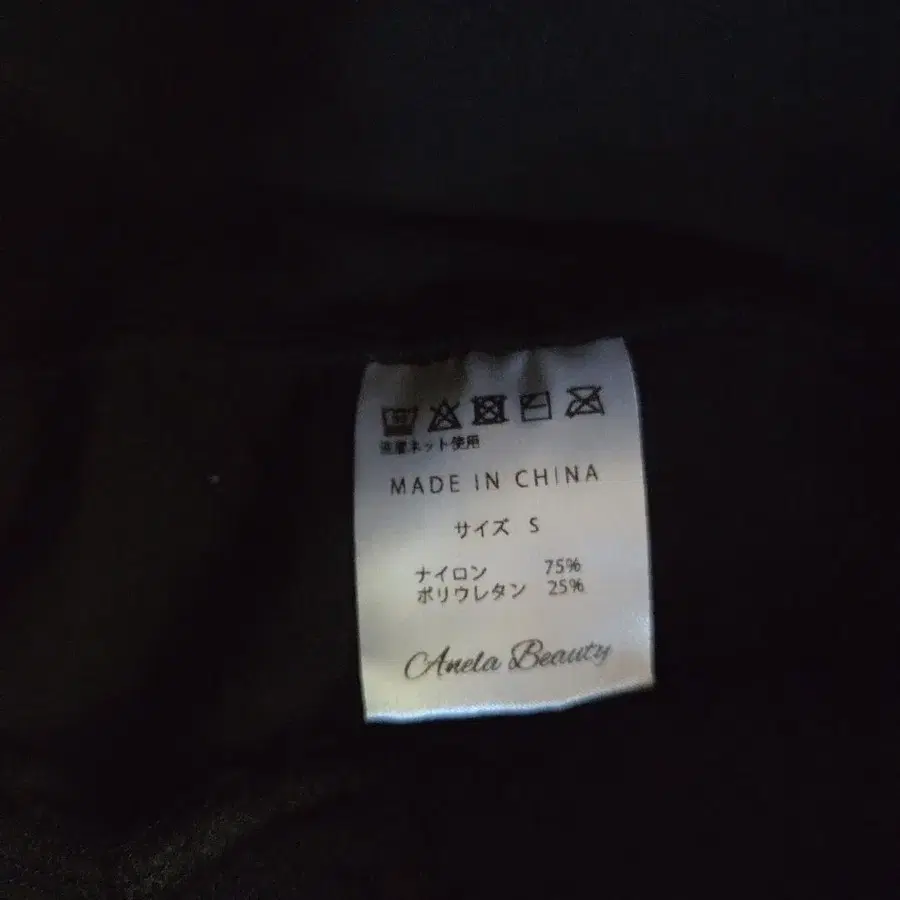 洗濯ネット使用
MADE IN CHINA
サイズ S
ナイロン 75%
ポリウレタン 25%
Anela Beauty